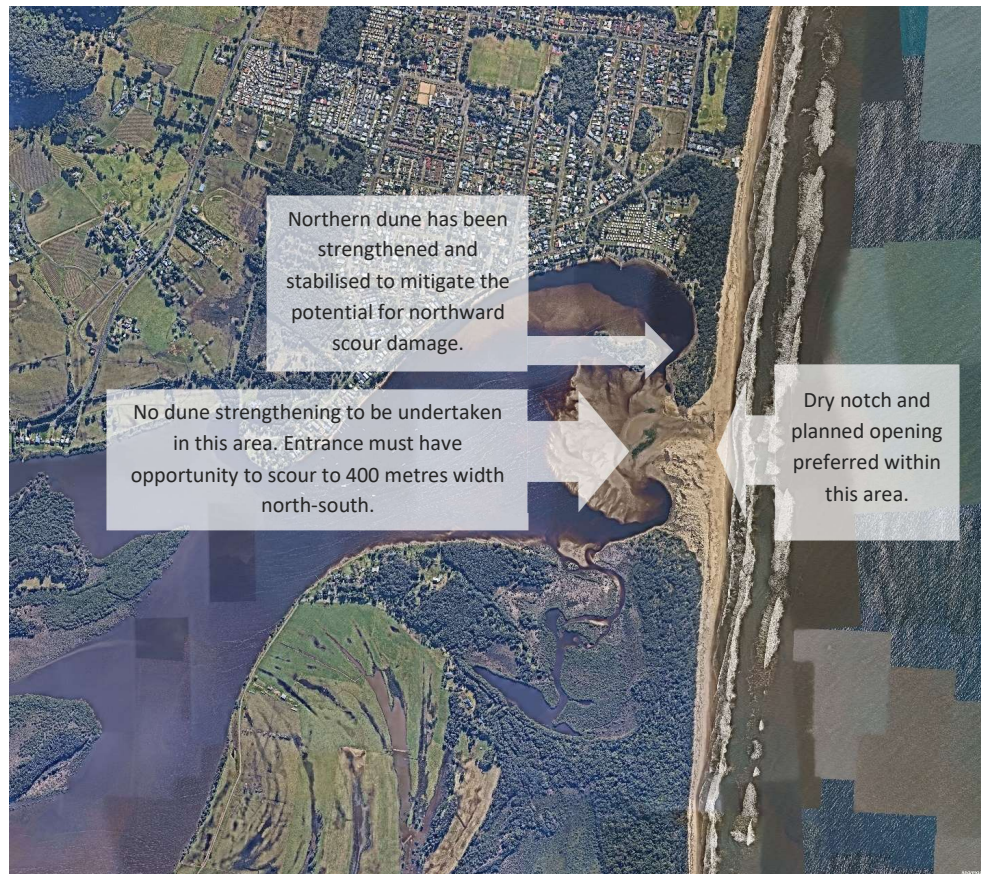 Northern dune has been
strengthened and
stabilised to mitigate the
potential for northward
scour damage.
No dune strengthening to be undertaken
in this area. Entrance must have
opportunity to scour to 400 metres width
north-south.
Dry notch and
planned opening
preferred within
this area.